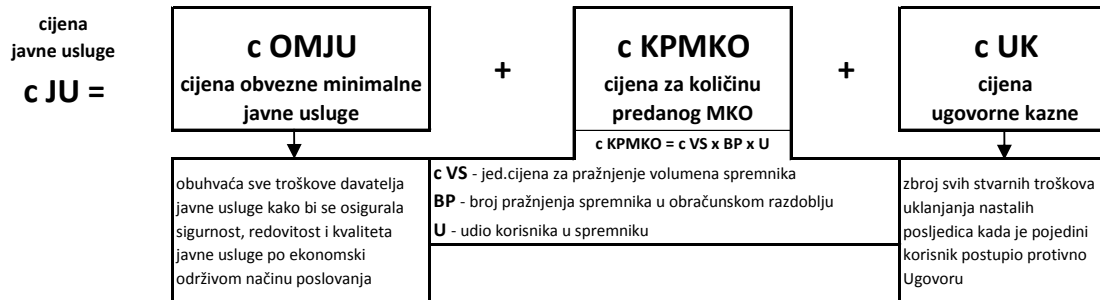 cijena
javne usluge
c JU =
c OMJU
cijena obvezne minimalne
javne usluge
+
c KPMKO
cijena za količinu
predanog MKO
c KPMKO = c VS x BP x U
+
c UK
cijena
ugovorne kazne
obuhvaća sve troškove davatelja
javne usluge kako bi se osigurala
sigurnost, redovitost i kvaliteta
javne usluge po ekonomski
održivom načinu poslovanja
c VS - jed.cijena za pražnjenje volumena spremnika
BP - broj pražnjenja spremnika u obračunskom razdoblju
U - udio korisnika u spremniku
zbroj svih stvarnih troškova
uklanjanja nastalih
posljedica kada je pojedini
korisnik postupio protivno
Ugovoru